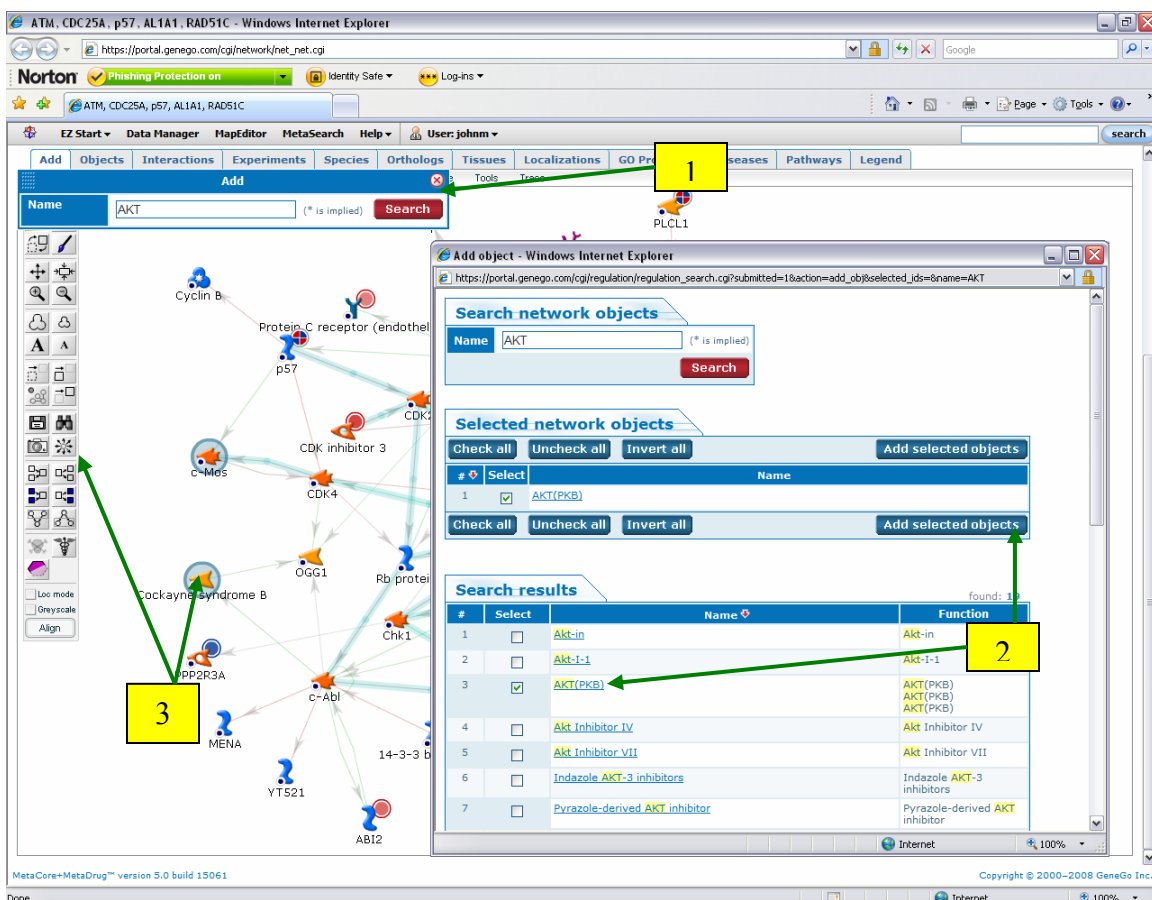 ATM, CDC25A, p57, AL1A1, RAD51C - Windows Internet Explorer
https://portal.genego.com/cgi/network/net_net.cgi
Google
Norton Phishing Protection on Identity Safe Log-ins
ATM, CDC25A, p57, AL1A1, RAD51C
Page Tools
EZ Start Data Manager MapEditor MetaSearch Help User: johnm search
Add Objects Interactions Experiments Species Orthologs Tissues Localizations GO Pr seases Pathways Legend
Add
Tools
1
Name AKT (* is implied) Search
PLCL1
Cyclin B
Protein C receptor (endothel
p57
CDK inhibitor 3
c-Mos
CDK4
OGG1
Rb protei
Cockayne syndrome B
Chk1
PPP2R3A
c-Abl
MENA
14-3-3 b
YT521
ABI2
A A
Loc mode
Greyscale
Align
3
Add object - Windows Internet Explorer
https://portal.genego.com/cgi/regulation/regulation_search.cgi?submitted=1&action=add_obj&selected_ids=&name=AKT
Search network objects
Name AKT (* is implied)
Search
Selected network objects
Check all Uncheck all Invert all Add selected objects
# Select Name
1 AKT(PKB)
Check all Uncheck all Invert all Add selected objects
Search results
found: 19
# Select Name Function
1 Akt-in Akt-in
2 Akt-I-1 Akt-I-1
3 AKT(PKB) AKT(PKB)
AKT(PKB)
AKT(PKB)
4 Akt Inhibitor IV Akt Inhibitor IV
5 Akt Inhibitor VII Akt Inhibitor VII
6 Indazole AKT-3 inhibitors Indazole AKT-3
inhibitors
7 Pyrazole-derived AKT inhibitor Pyrazole-derived AKT
inhibitor
2
Internet 100%
MetaCore+MetaDrug™ version 5.0 build 15061
Copyright © 2000-2008 GeneGo Inc.
Done
Internet 100%